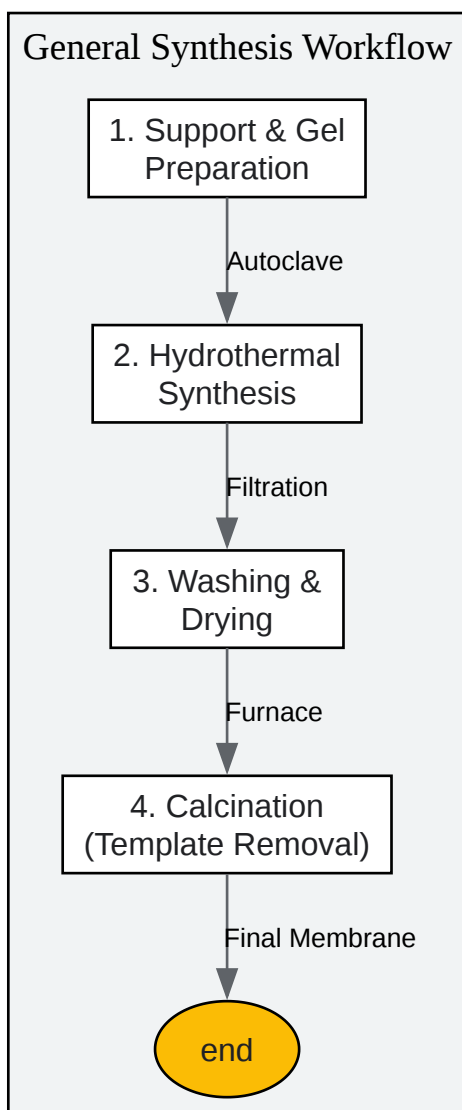 General Synthesis Workflow
1. Support & Gel
Preparation
Autoclave
2. Hydrothermal
Synthesis
Filtration
3. Washing &
Drying
Furnace
4. Calcination
(Template Removal)
Final Membrane
end